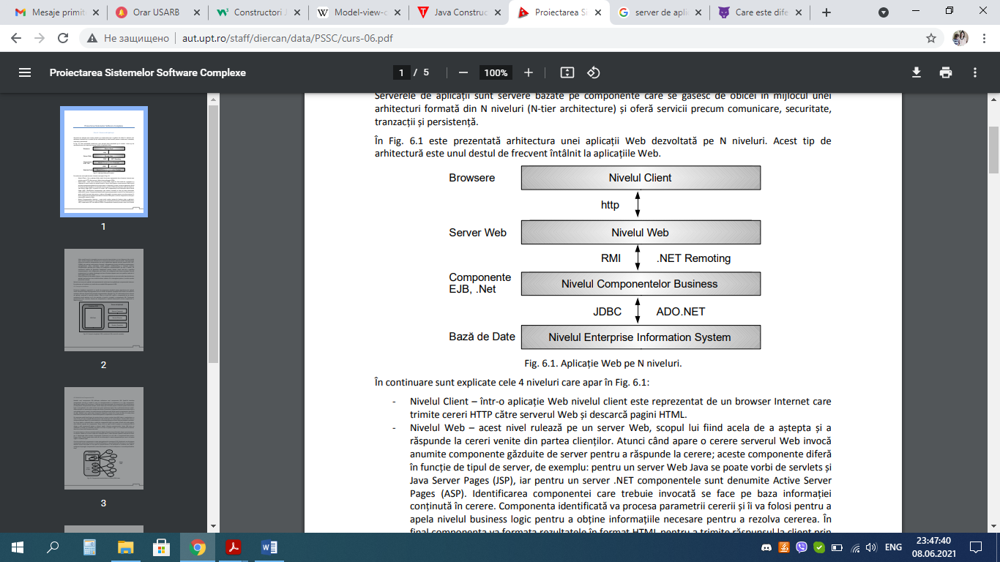 Mesaje primit
Orar USARB
Constructori J
Model-view-c
Java Construc
Proiectarea Si
server de apli
Care este dife
Не защищено | aut.upt.ro/staff/diercan/data/PSSC/curs-06.pdf
Proiectarea Sistemelor Software Complexe
1 / 5
100%
1
2
3
Serverele de aplicații sunt servere bazate pe componente care se găsesc de obicei în mijlocul unei
arhitecturi formată din N niveluri (N-tier architecture) și oferă servicii precum comunicare, securitate,
tranzacții și persistență.
În Fig. 6.1 este prezentată arhitectura unei aplicații Web dezvoltată pe N niveluri. Acest tip de
arhitectură este unul destul de frecvent întâlnit la aplicațiile Web.
Browsere
Nivelul Client
http
Server Web
Nivelul Web
RMI
.NET Remoting
Componente
EJB, .Net
Nivelul Componentelor Business
JDBC
ADO.NET
Bază de Date
Nivelul Enterprise Information System
Fig. 6.1. Aplicație Web pe N niveluri.
În continuare sunt explicate cele 4 niveluri care apar în Fig. 6.1:
- Nivelul Client – într-o aplicație Web nivelul client este reprezentat de un browser Internet care
trimite cereri HTTP către serverul Web și descarcă pagini HTML.
- Nivelul Web – acest nivel rulează pe un server Web, scopul lui fiind acela de a aștepta și a
răspunde la cereri venite din partea clienților. Atunci când apare o cerere serverul Web invocă
anumite componente găzduite de server pentru a răspunde la cerere; aceste componente diferă
în funcție de tipul de server, de exemplu: pentru un server Web Java se poate vorbi de servlets și
Java Server Pages (JSP), iar pentru un server .NET componentele sunt denumite Active Server
Pages (ASP). Identificarea componentei care trebuie invocată se face pe baza informației
conținută în cerere. Componenta identificată va procesa parametrii cererii și îi va folosi pentru a
apela nivelul business logic pentru a obține informațiile necesare pentru a rezolva cererea. În
final componenta va formata rezultatele în format HTML pentru a trimite răspunsul la client prin
ENG
23:47:40
08.06.2021